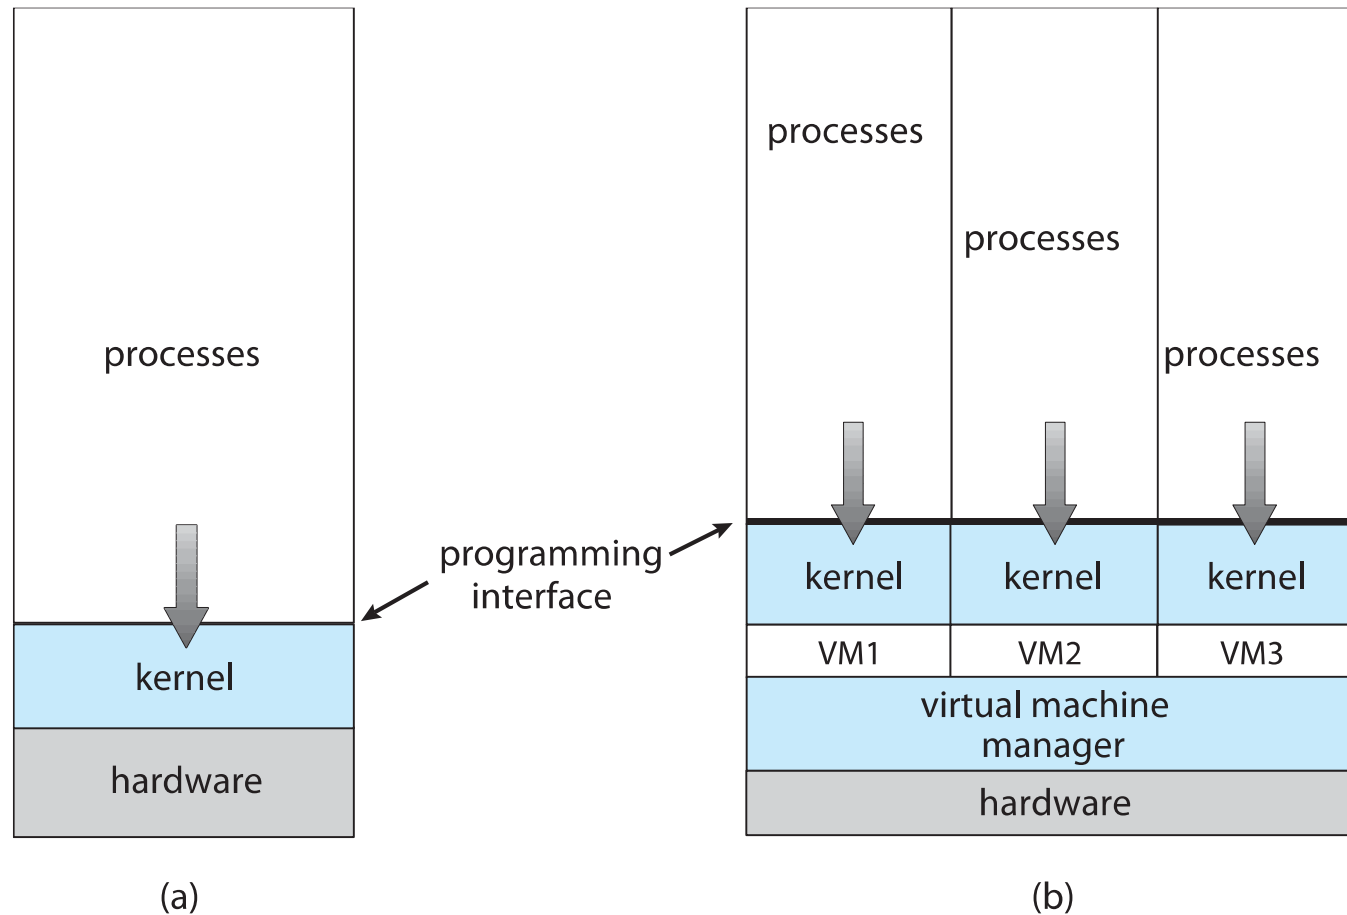 processes
kernel
hardware
(a)
programming
interface
processes
processes
processes
kernel
kernel
kernel
VM1
VM2
VM3
virtual machine
manager
hardware
(b)